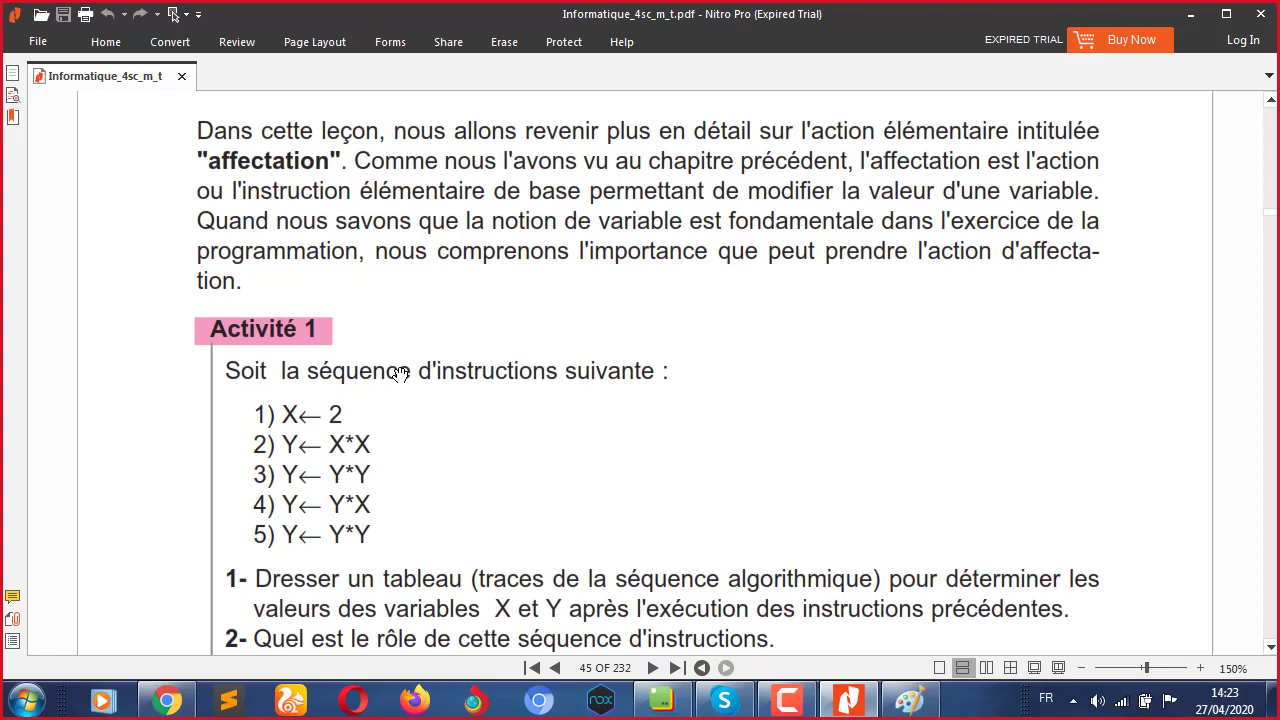 Informatique_4sc_m_t.pdf - Nitro Pro (Expired Trial)
File Home Convert Review Page Layout Forms Share Erase Protect Help EXPIRED TRIAL Buy Now Log In
Informatique_4sc_m_t
Dans cette leçon, nous allons revenir plus en détail sur l'action élémentaire intitulée
"affectation". Comme nous l'avons vu au chapitre précédent, l'affectation est l'action
ou l'instruction élémentaire de base permettant de modifier la valeur d'une variable.
Quand nous savons que la notion de variable est fondamentale dans l'exercice de la
programmation, nous comprenons l'importance que peut prendre l'action d'affecta-
tion.
Activité 1
Soit la séquence d'instructions suivante :
1) X← 2
2) Y← X*X
3) Y← Y*Y
4) Y← Y*X
5) Y← Y*Y
1- Dresser un tableau (traces de la séquence algorithmique) pour déterminer les
valeurs des variables X et Y après l'exécution des instructions précédentes.
2- Quel est le rôle de cette séquence d'instructions.
45 OF 232 150%
FR 14:23
27/04/2020